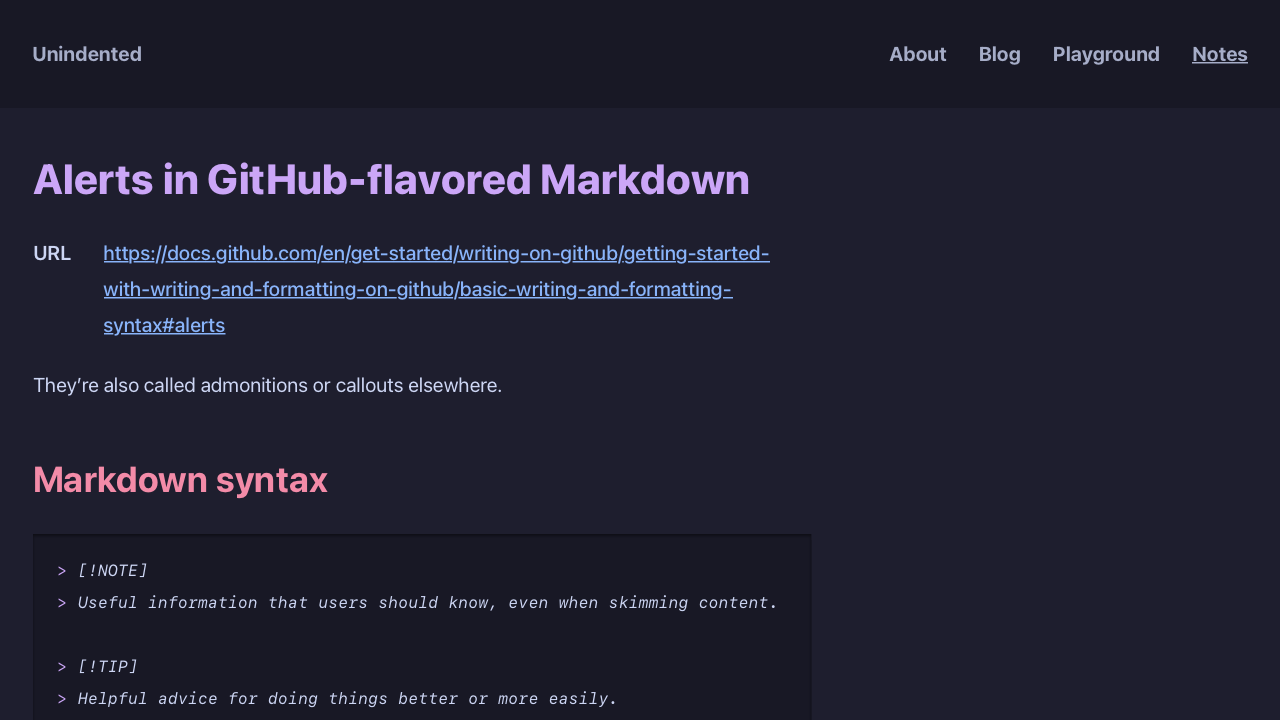 Unindented
About Blog Playground Notes
Alerts in GitHub-flavored Markdown
URL https://docs.github.com/en/get-started/writing-on-github/getting-started-
with-writing-and-formatting-on-github/basic-writing-and-formatting-
syntax#alerts
They’re also called admonitions or callouts elsewhere.
Markdown syntax
> [!NOTE]
> Useful information that users should know, even when skimming content.
> [!TIP]
> Helpful advice for doing things better or more easily.